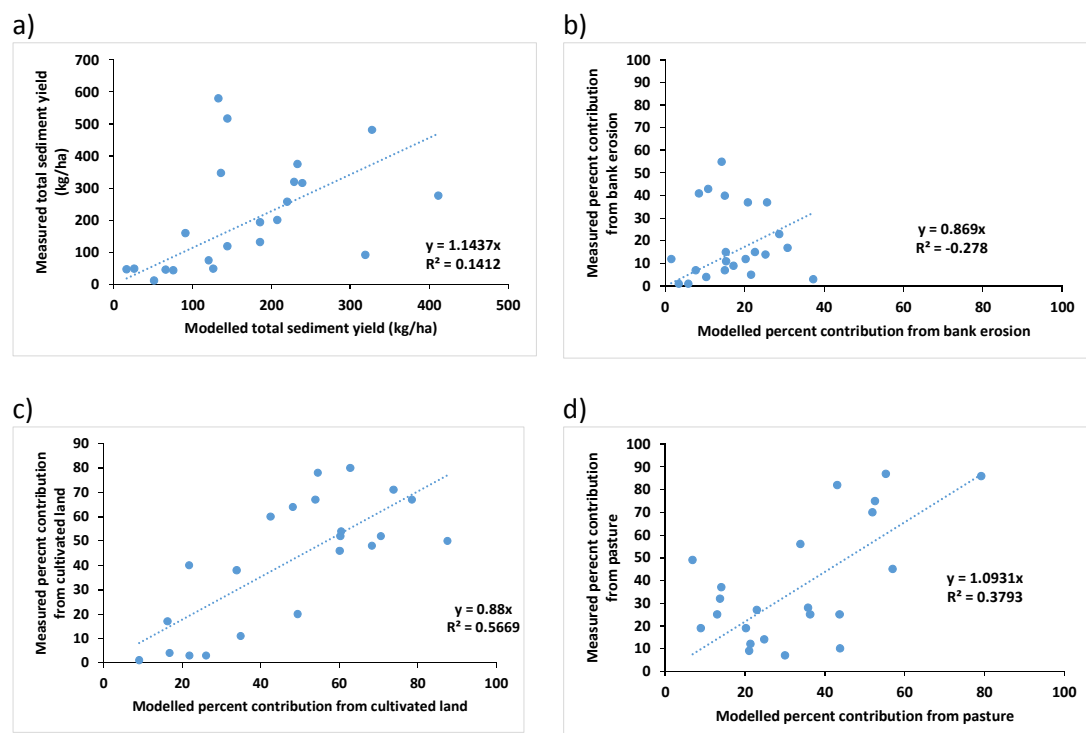 a)
700
600
500
400
300
200
100
0
0 100 200 300 400 500
Measured total sediment yield
(kg/ha)
Modelled total sediment yield (kg/ha)
y = 1.1437x
R² = 0.1412
b)
100
90
80
70
60
50
40
30
20
10
0
0 20 40 60 80 100
Measured perecnt contribution
from bank erosion
Modelled percent contribution from bank erosion
y = 0.869x
R² = -0.278
c)
90
80
70
60
50
40
30
20
10
0
0 20 40 60 80 100
Measured perecnt contribution
from cultivated land
Modelled percent contribution from cultivated land
y = 0.88x
R² = 0.5669
d)
100
90
80
70
60
50
40
30
20
10
0
0 20 40 60 80 100
Measured perecnt contribution
from pasture
Modelled percent contribution from pasture
y = 1.0931x
R² = 0.3793